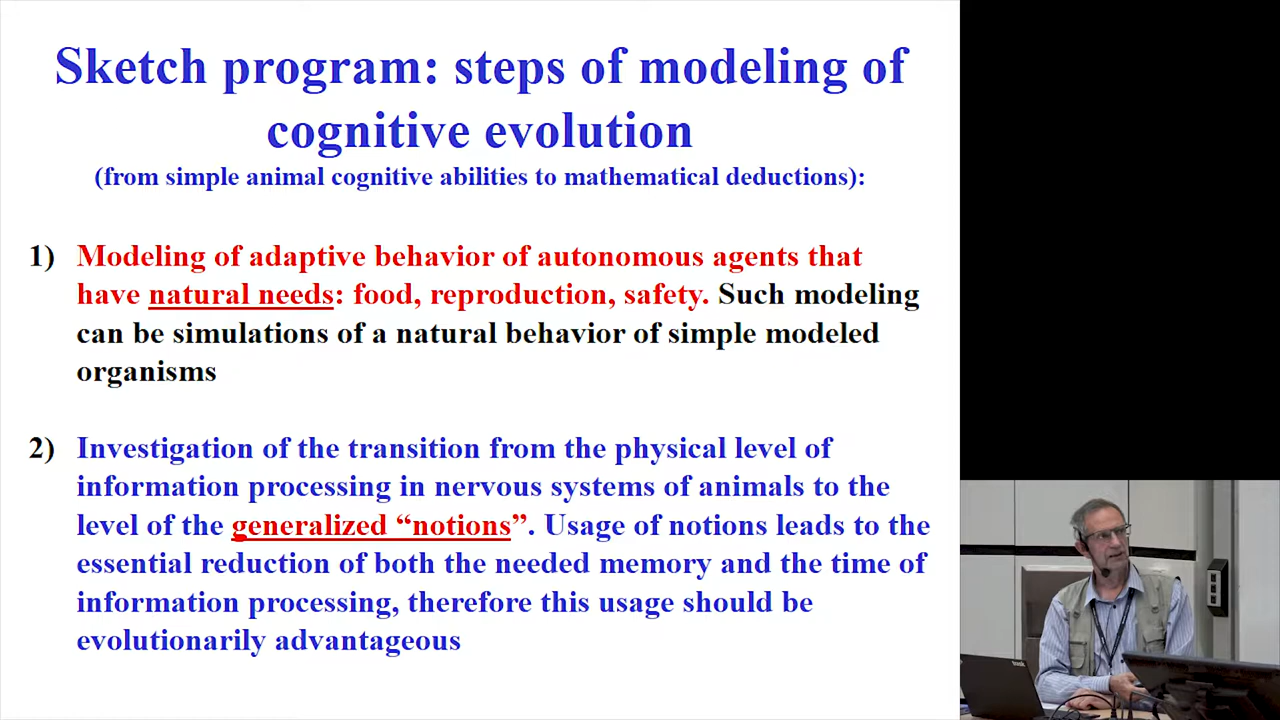 Sketch program: steps of modeling of
cognitive evolution
(from simple animal cognitive abilities to mathematical deductions):
1) Modeling of adaptive behavior of autonomous agents that
have natural needs: food, reproduction, safety. Such modeling
can be simulations of a natural behavior of simple modeled
organisms
2) Investigation of the transition from the physical level of
information processing in nervous systems of animals to the
level of the generalized “notions”. Usage of notions leads to the
essential reduction of both the needed memory and the time of
information processing, therefore this usage should be
evolutionarily advantageous